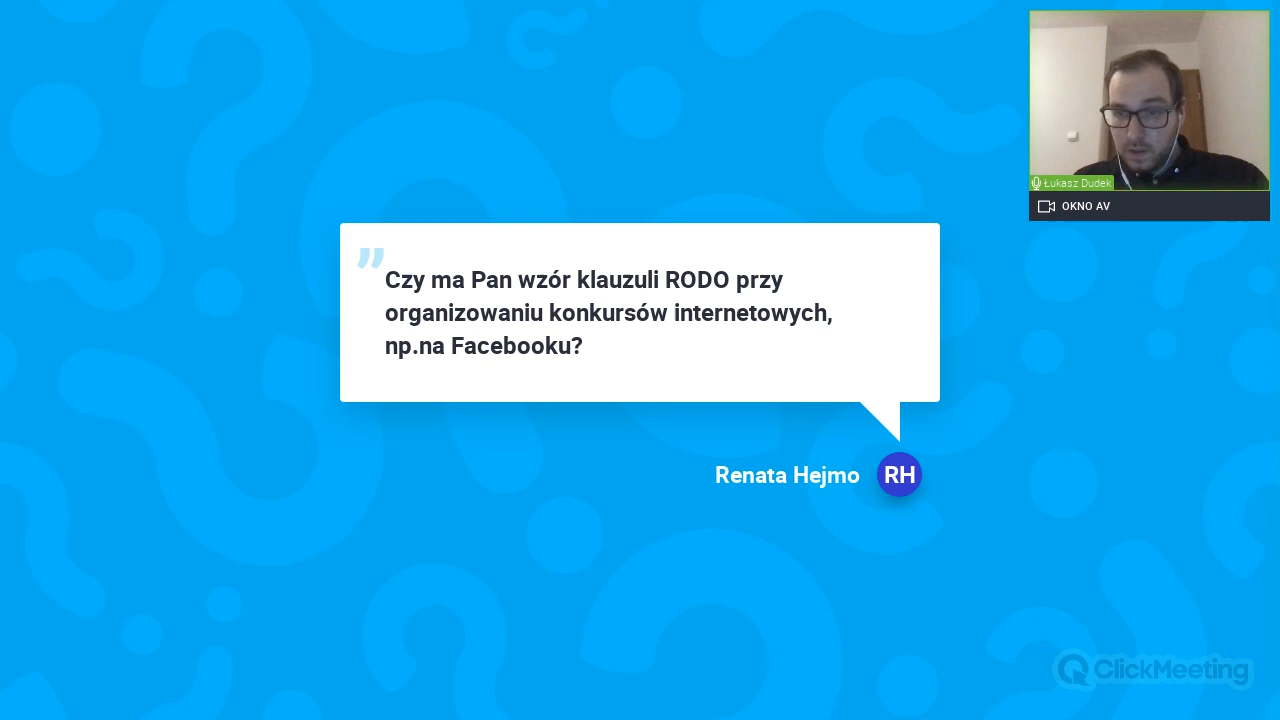 Łukasz Dudek
OKNO AV
”
Czy ma Pan wzór klauzuli RODO przy
organizowaniu konkursów internetowych,
np.na Facebooku?
Renata Hejmo
RH
ClickMeeting